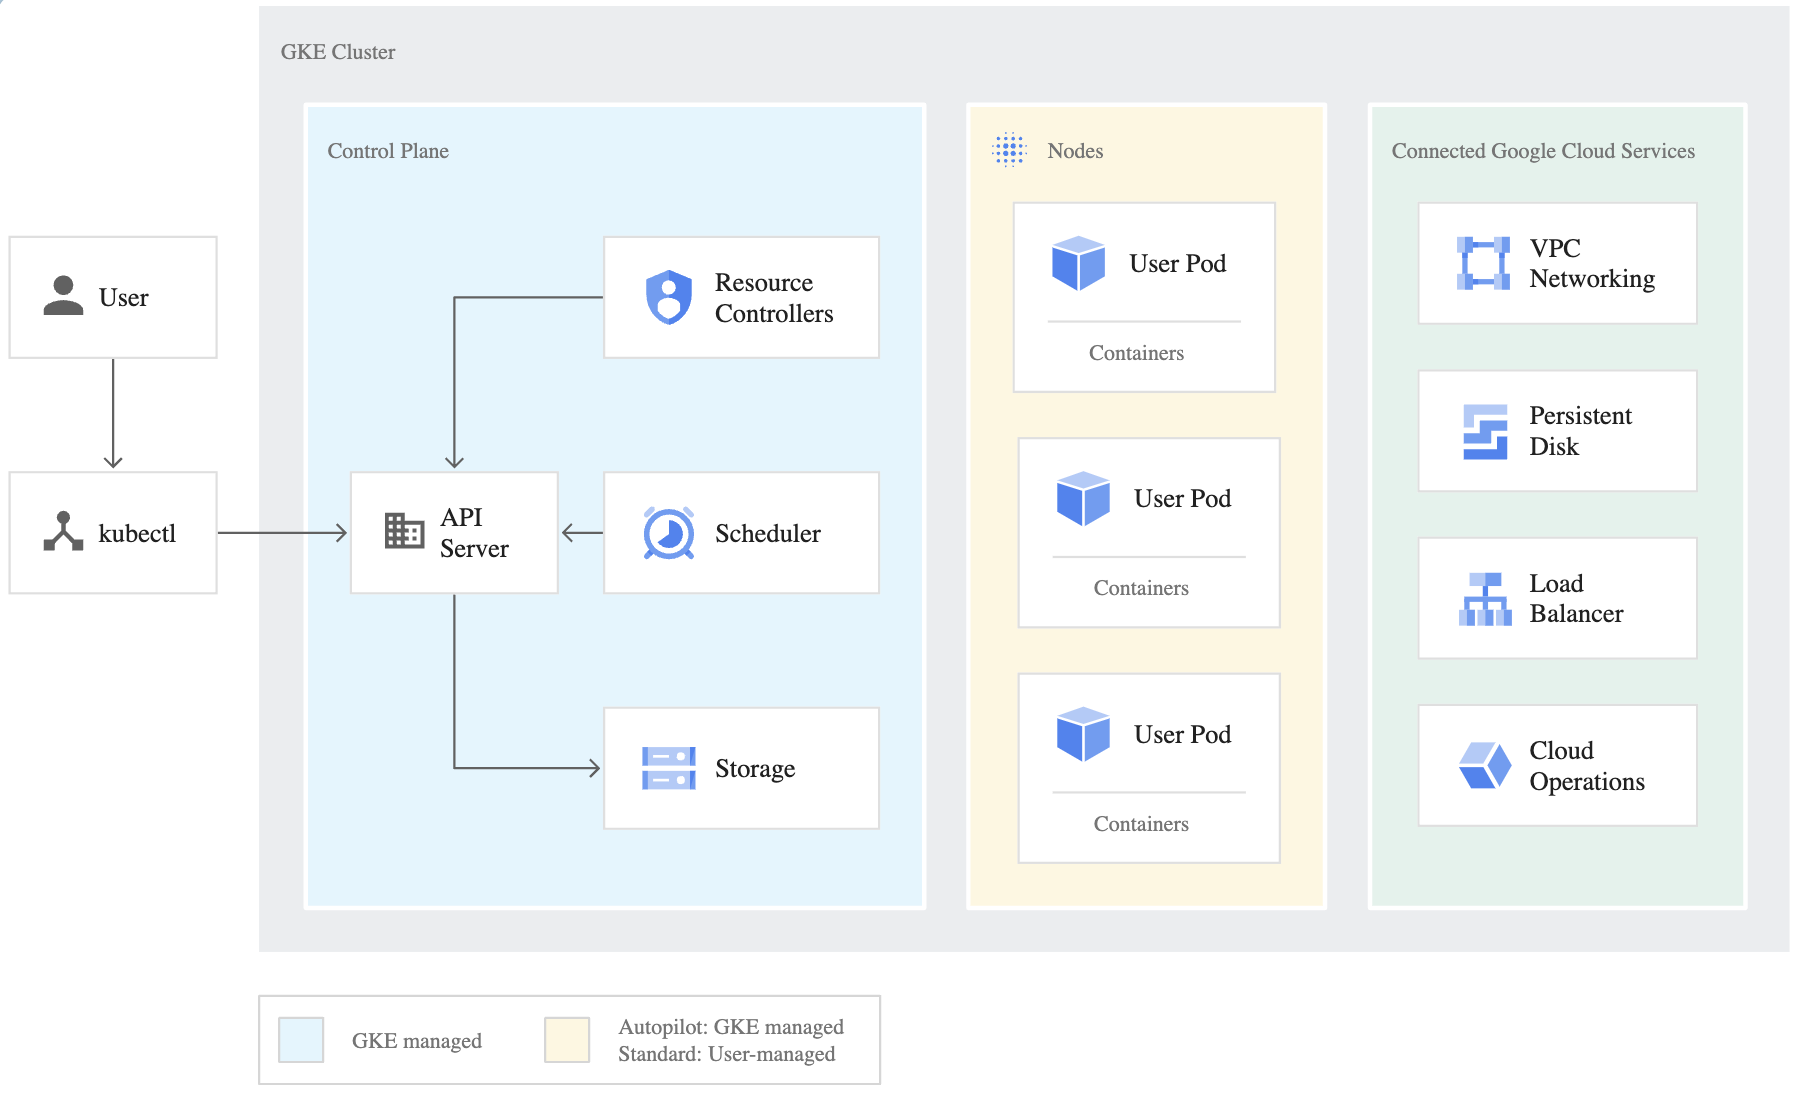 GKE Cluster
Control Plane
Nodes
Connected Google Cloud Services
User
kubectl
Resource
Controllers
API
Server
Scheduler
Storage
User Pod
Containers
User Pod
Containers
User Pod
Containers
VPC
Networking
Persistent
Disk
Load
Balancer
Cloud
Operations
GKE managed
Autopilot: GKE managed
Standard: User-managed